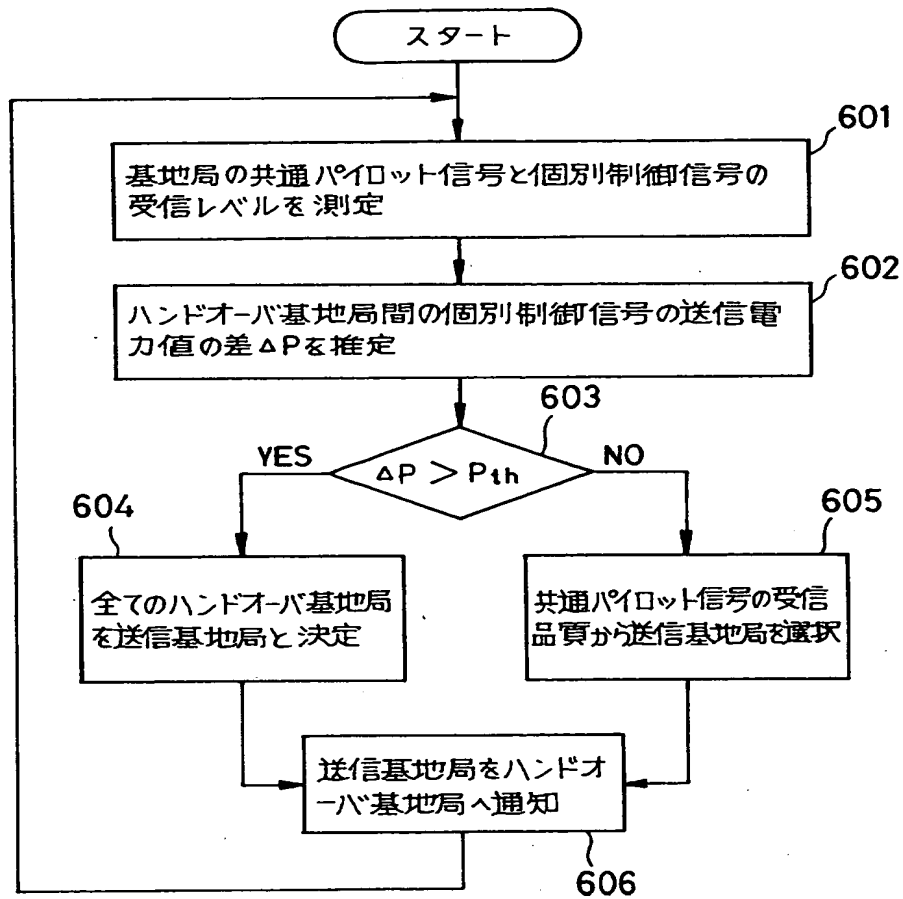 スタート
601
基地局の共通パイロット信号と個別制御信号の
受信レベルを測定
602
ハンドオーバ基地局間の個別制御信号の送信電
力値の差ΔPを推定
603
YES
ΔP > Pth
NO
604
605
全てのハンドオーバ基地局
を送信基地局と決定
共通パイロット信号の受信
品質から送信基地局を選択
送信基地局をハンドオ
ーバ基地局へ通知
606